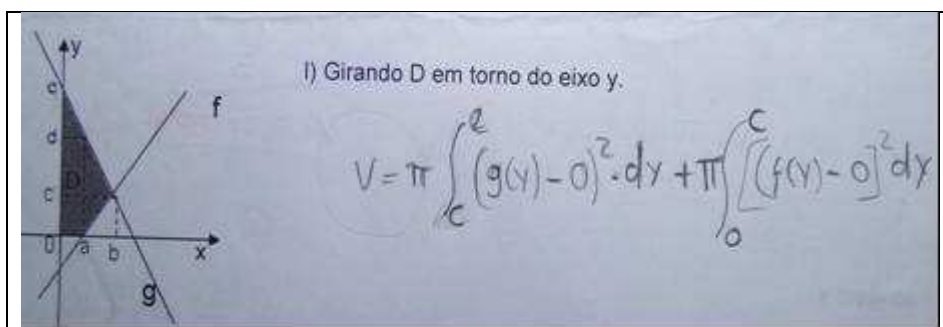 y
e
I) Girando D em torno do eixo y.
f
d
V = π ∫_c^e (g(y) - 0)^2 . dy + π ∫_0^c [(f(y) - 0]^2 dy
D
c
0 a b x
g